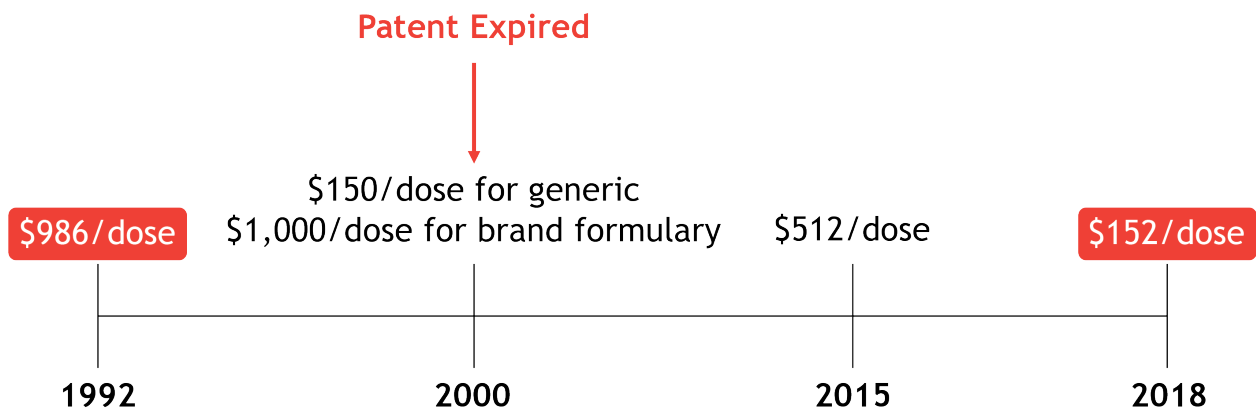 Patent Expired
$150/dose for generic
$986/dose
$1,000/dose for brand formulary
$512/dose
$152/dose
1992
2000
2015
2018